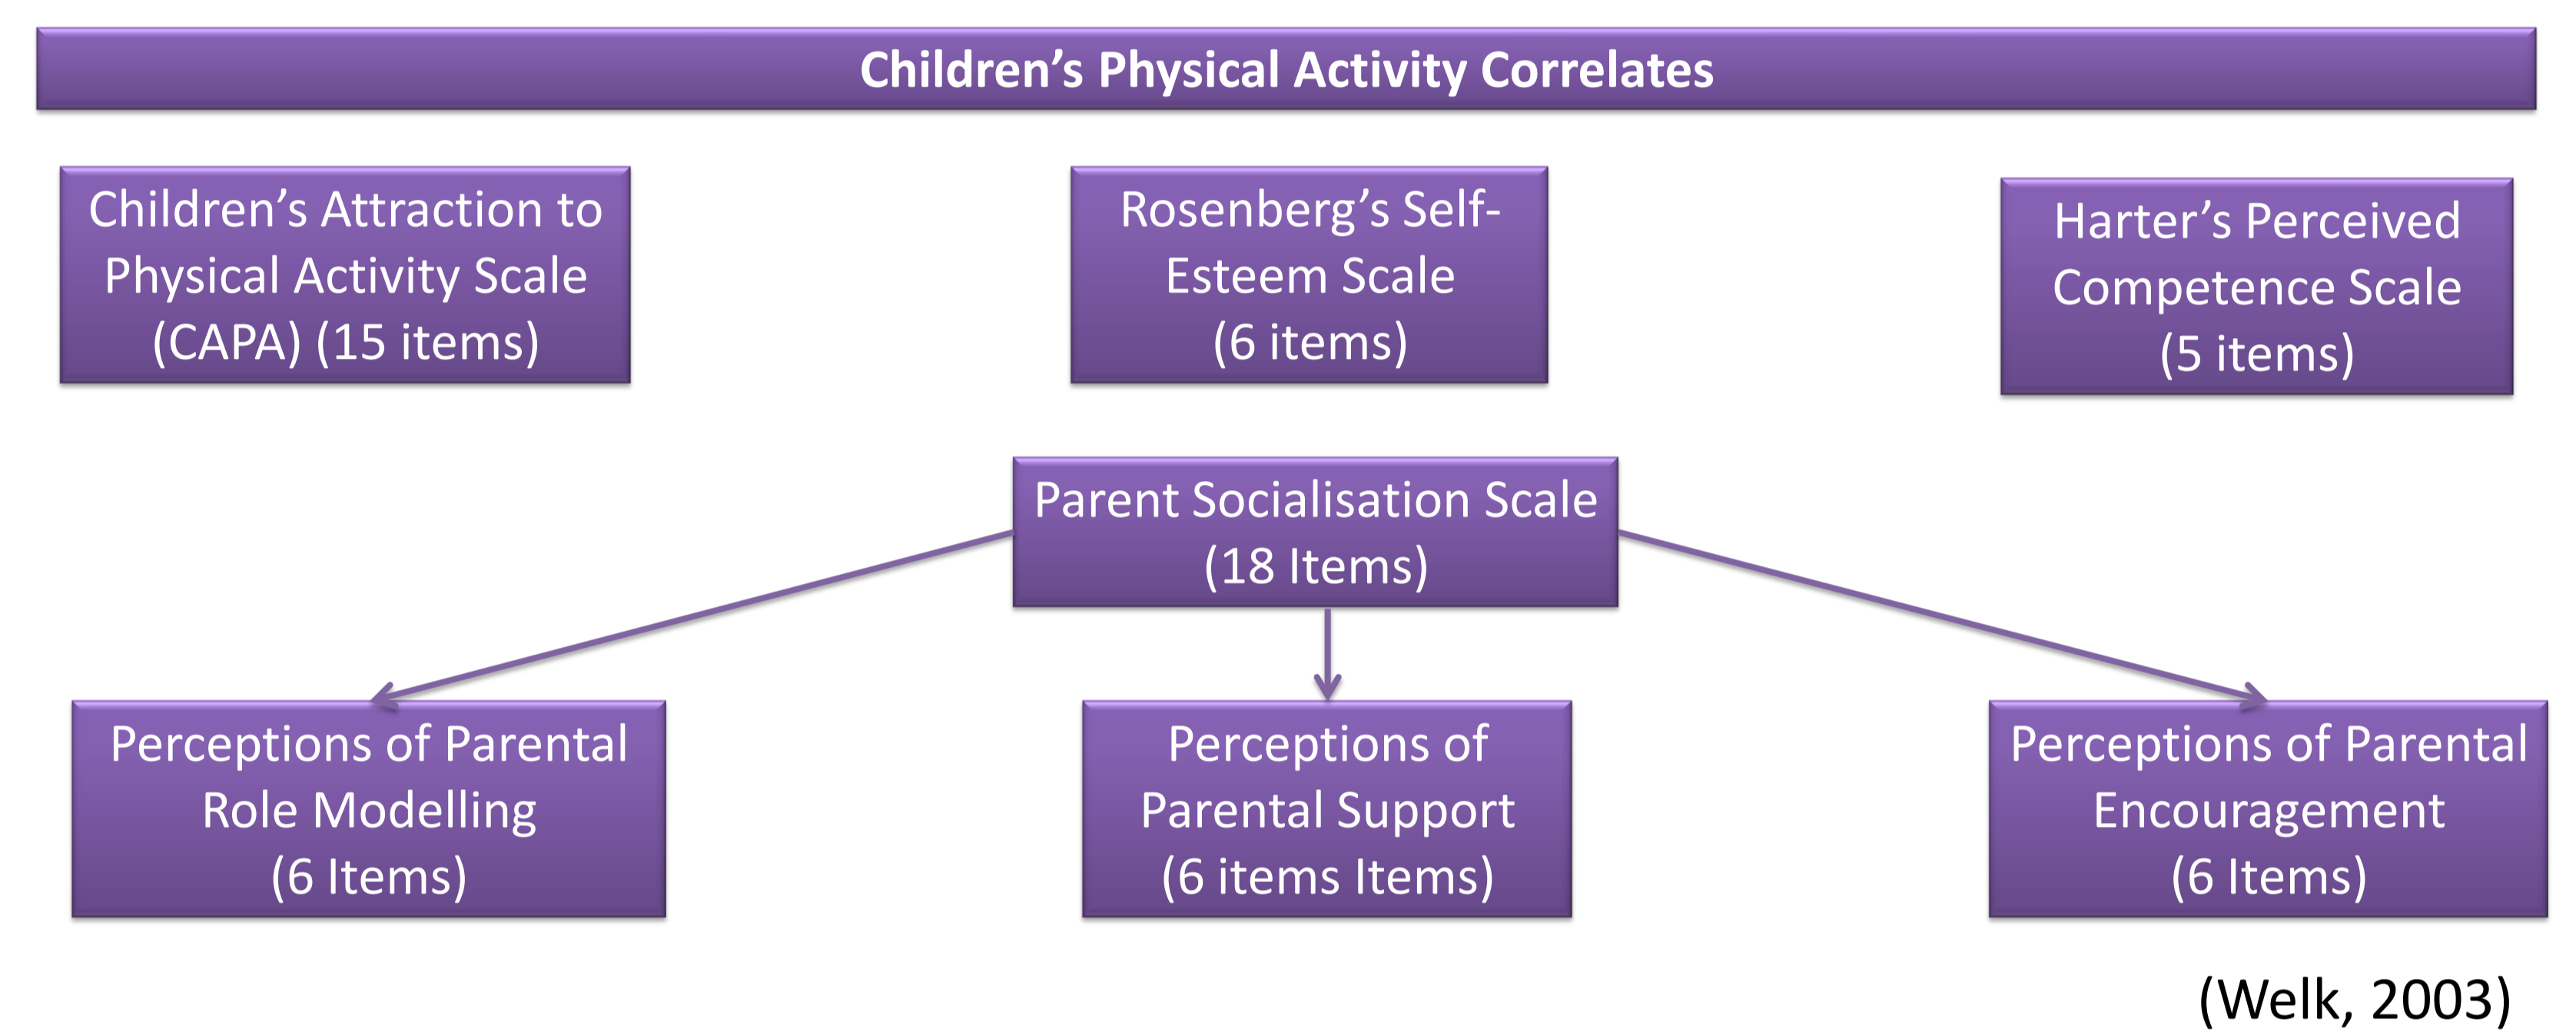 Children’s Physical Activity Correlates
Children’s Attraction to
Physical Activity Scale
(CAPA) (15 items)
Rosenberg’s Self-
Esteem Scale
(6 items)
Harter’s Perceived
Competence Scale
(5 items)
Parent Socialisation Scale
(18 Items)
Perceptions of Parental
Role Modelling
(6 Items)
Perceptions of
Parental Support
(6 items Items)
Perceptions of Parental
Encouragement
(6 Items)
(Welk, 2003)